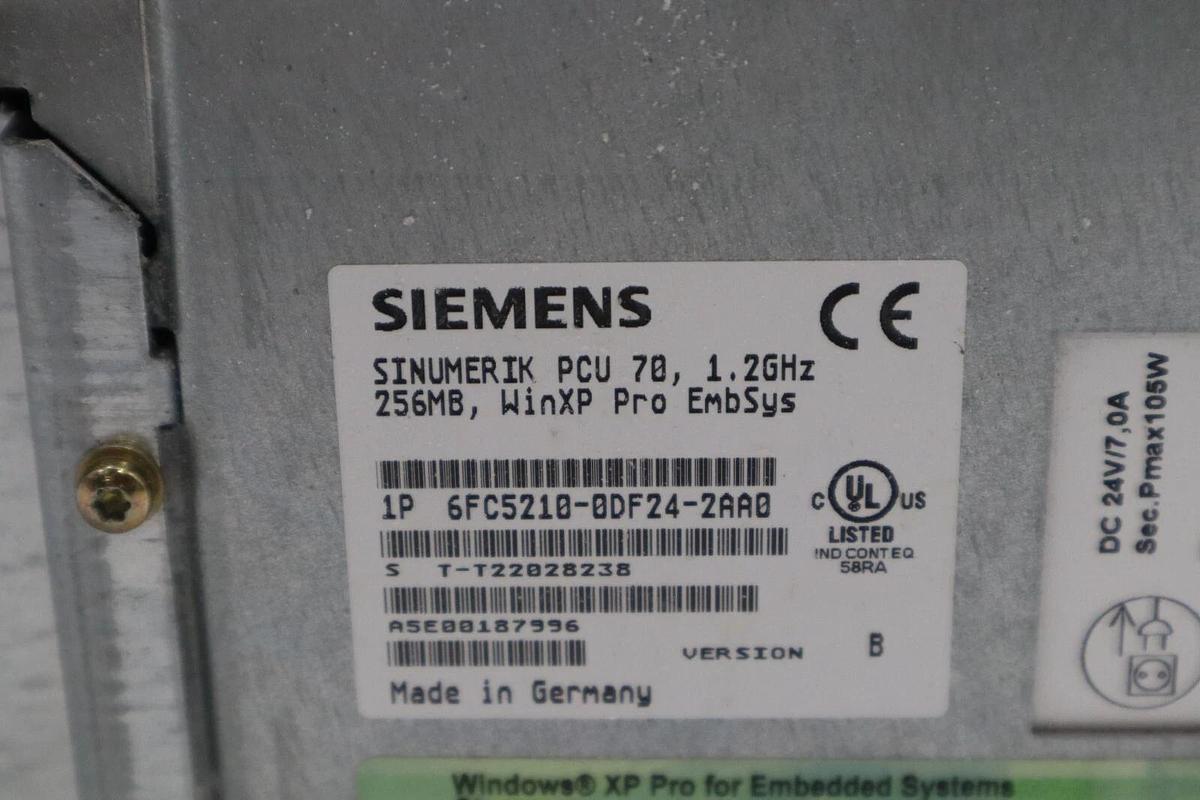 SIEMENS
CE
SINUMERIK PCU 70, 1.2GHz
256MB, WinXP Pro EmbSys
1P 6FC5210-0DF24-2AA0
C UL US
LISTED
IND CONT EQ
58RA
S T-T22028238
A5E00187996
VERSION B
Made in Germany
DC 24V/7,0A
Sec.Pmax105W
Windows® XP Pro for Embedded Systems